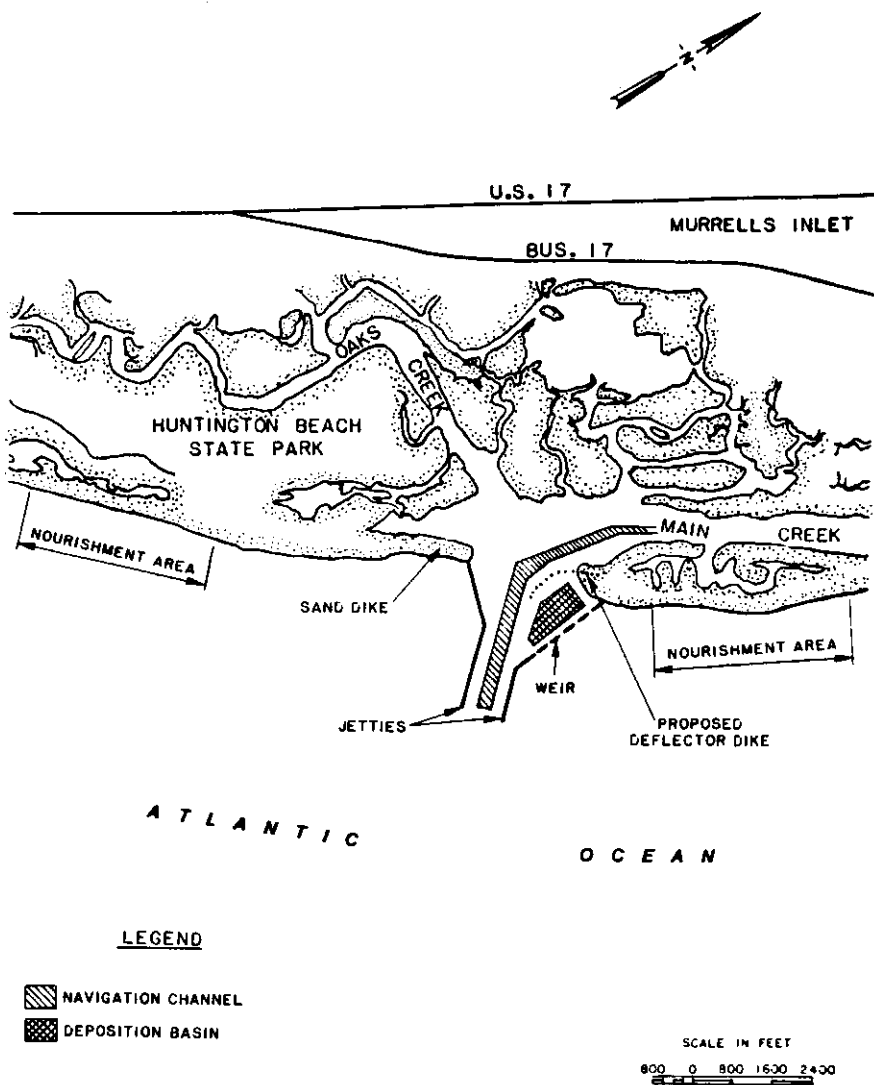 N
U.S. 17
MURRELLS INLET
BUS. 17
OAKS
CREEK
HUNTINGTON BEACH
STATE PARK
MAIN CREEK
NOURISHMENT AREA
SAND DIKE
NOURISHMENT AREA
WEIR
JETTIES
PROPOSED
DEFLECTOR DIKE
ATLANTIC
OCEAN
LEGEND
NAVIGATION CHANNEL
DEPOSITION BASIN
SCALE IN FEET
800 0 800 1600 2400